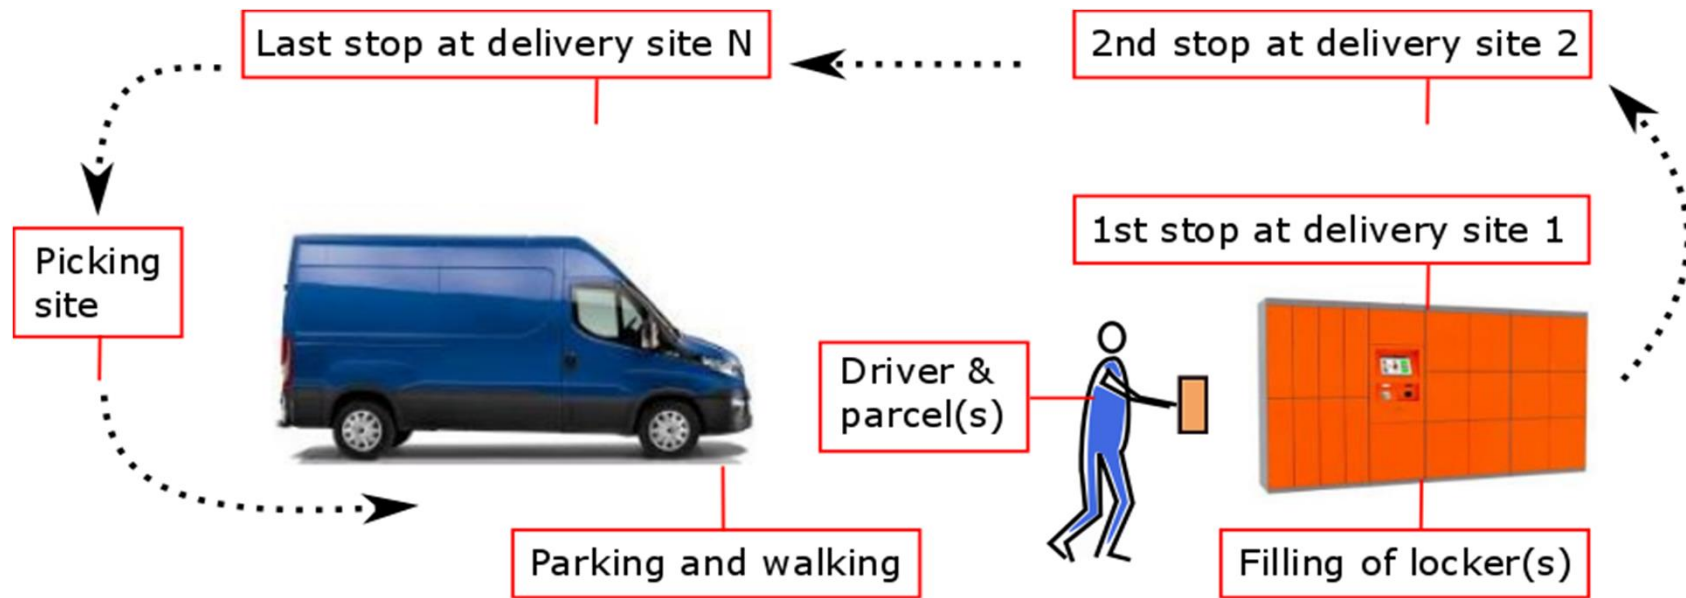 Last stop at delivery site N
2nd stop at delivery site 2
Picking
site
1st stop at delivery site 1
Driver &
parcel(s)
Parking and walking
Filling of locker(s)